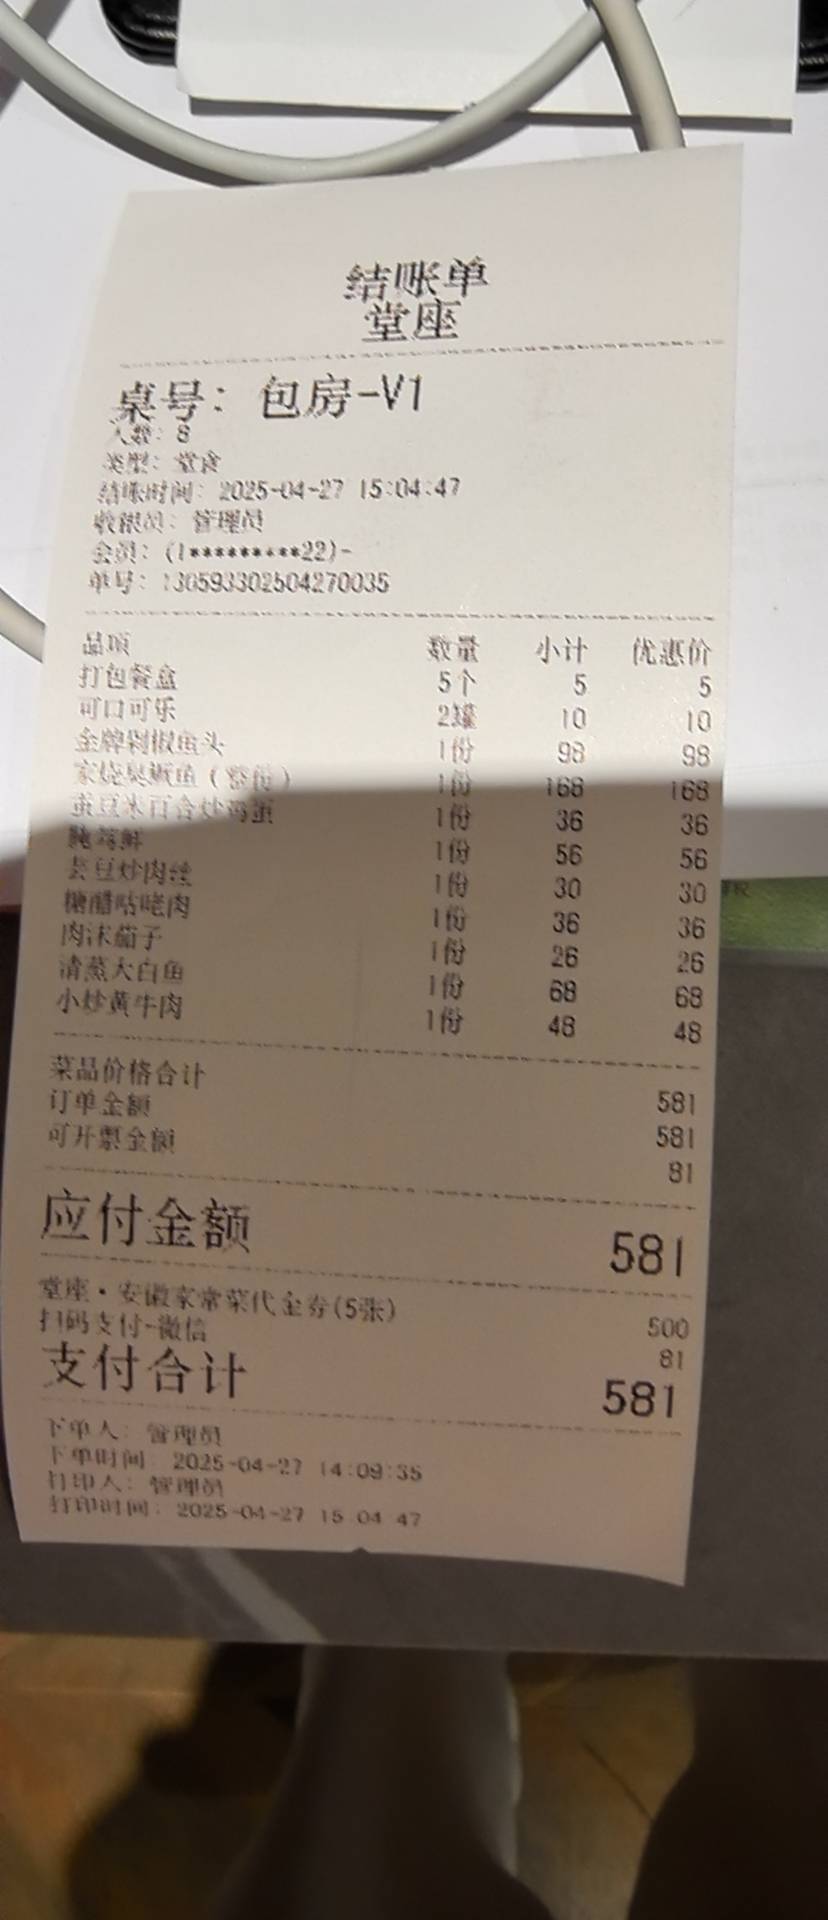 结账单
堂座
桌号：包房-V1
人数：8
类型：堂食
结账时间：2025-04-27 15:04:47
收银员：管理员
会员：(1*********22)-
单号：130593302504270035
品项 数量 小计 优惠价
打包餐盒 5个 5 5
可口可乐 2罐 10 10
金牌剁椒鱼头 1份 98 98
家烧臭鳜鱼（整份） 1份 168 168
蚕豆米百合炒鸡蛋 1份 36 36
腌笃鲜 1份 56 56
芸豆炒肉丝 1份 30 30
糖醋咕咾肉 1份 36 36
肉沫茄子 1份 26 26
清蒸大白鱼 1份 68 68
小炒黄牛肉 1份 48 48
菜品价格合计 581
订单金额 581
可开票金额 81
应付金额 581
堂座·安徽家常菜代金券(5张) 500
扫码支付-微信 81
支付合计 581
下单人：管理员
下单时间：2025-04-27 14:09:35
打印人：管理员
打印时间：2025-04-27 15:04:47